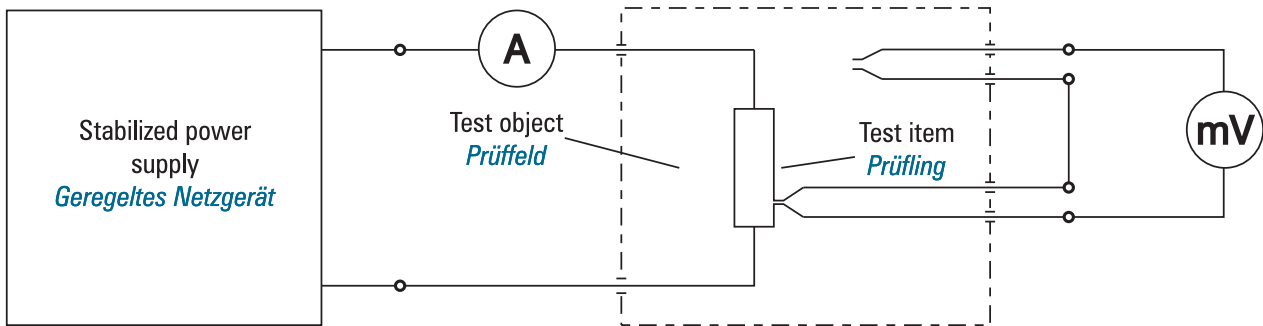 Stabilized power
supply
Geregeltes Netzgerät
A
Test object
Prüffeld
Test item
Prüfling
mV